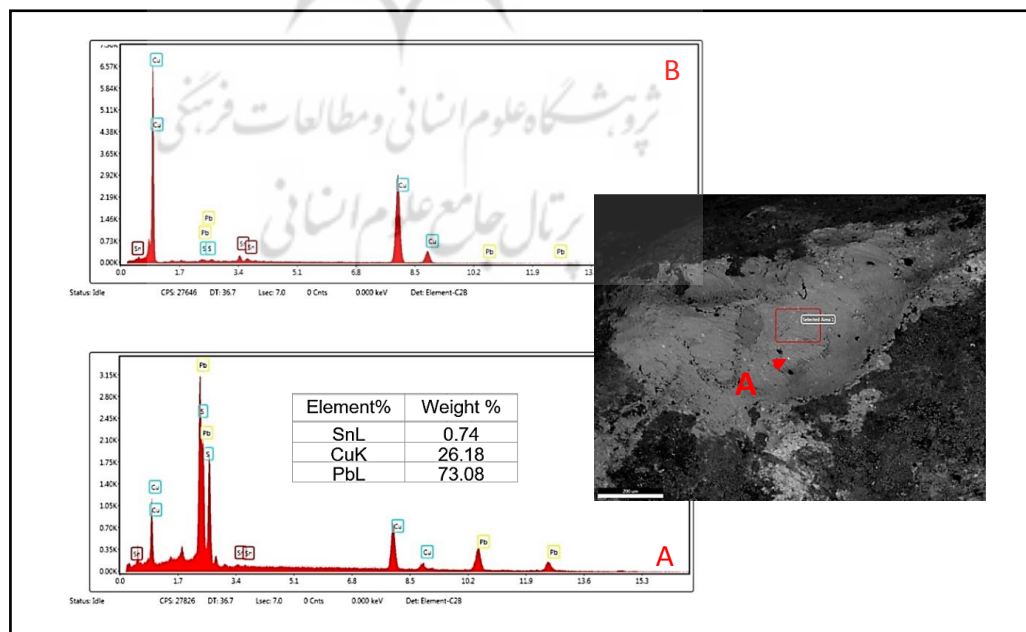 7.30K
6.57K
5.84K
5.11K
4.38K
3.65K
2.92K
2.19K
1.46K
0.73K
0.00K
0.0 1.7 3.4 5.1 6.8 8.5 10.2 11.9
Cu
Cu
B
Pb
Pb
Sn S S Sn
Cu
Cu
Pb Pb
Status: Idle CPS: 27646 DT: 36.7 Lsec: 7.0 0 Cnts 0.000 keV Det: Element-C2B
پژوهشگاه علوم انسانی و مطالعات فرهنگی
پرتال جامع علوم انسانی
3.15K
2.80K
2.45K
2.10K
1.75K
1.40K
1.05K
0.70K
0.35K
0.00K
0.0 1.7 3.4 5.1 6.8 8.5 10.2 11.9 13.6 15.3
Pb
S
Pb
S
Cu
Cu
Sn Sn
Cu
Cu
Pb
Pb
A
Element% Weight %
SnL 0.74
CuK 26.18
PbL 73.08
Status: Idle CPS: 27826 DT: 36.7 Lsec: 7.0 0 Cnts 0.000 keV Det: Element-C2B
Selected Area 1
A
200 µm